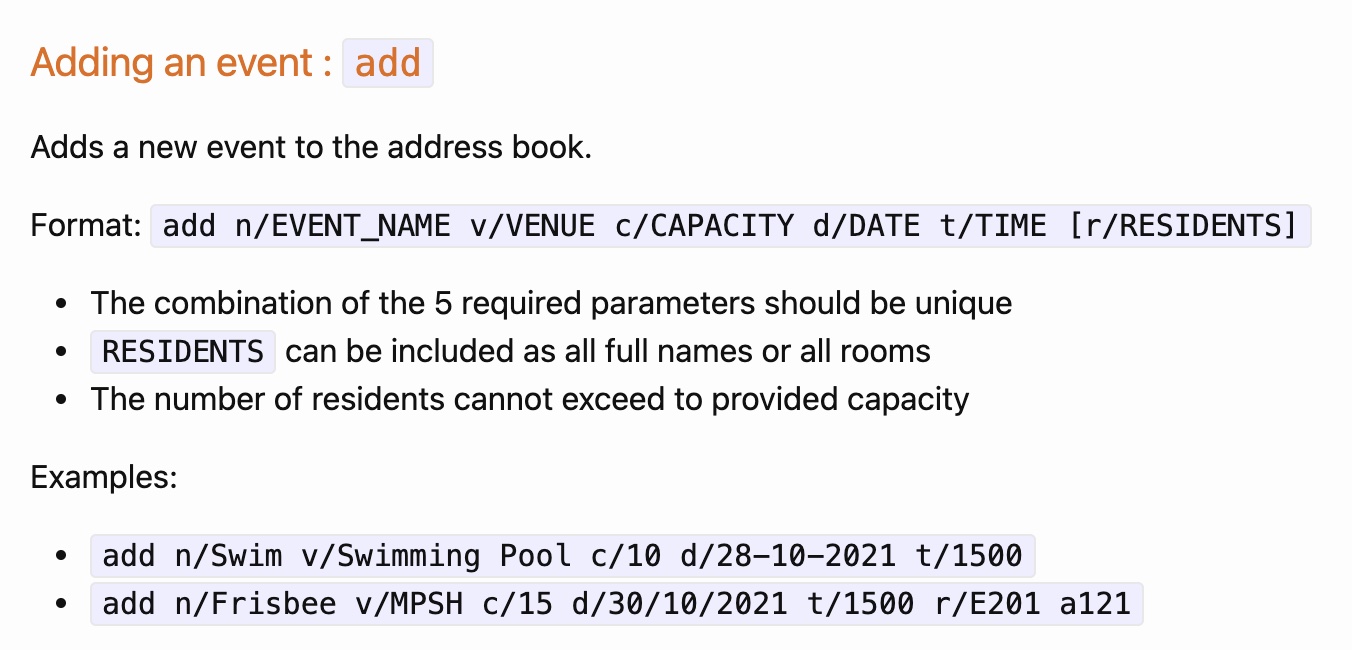 Adding an event : add
Adds a new event to the address book.
Format: add n/EVENT_NAME v/VENUE c/CAPACITY d/DATE t/TIME [r/RESIDENTS]
• The combination of the 5 required parameters should be unique
• RESIDENTS can be included as all full names or all rooms
• The number of residents cannot exceed to provided capacity
Examples:
• add n/Swim v/Swimming Pool c/10 d/28-10-2021 t/1500
• add n/Frisbee v/MPSH c/15 d/30/10/2021 t/1500 r/E201 a121